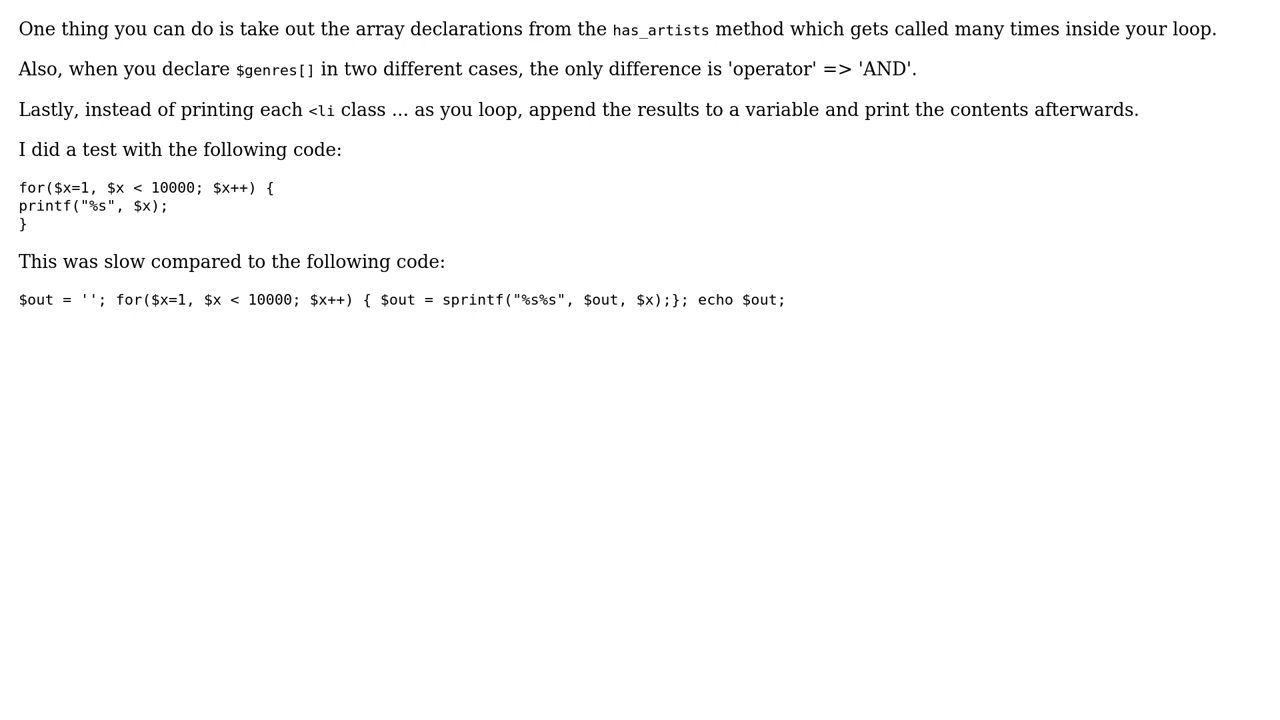 One thing you can do is take out the array declarations from the has_artists method which gets called many times inside your loop.
Also, when you declare $genres[] in two different cases, the only difference is 'operator' => 'AND'.
Lastly, instead of printing each <li class ... as you loop, append the results to a variable and print the contents afterwards.
I did a test with the following code:
for($x=1, $x < 10000; $x++) {
printf("%s", $x);
}
This was slow compared to the following code:
$out = ''; for($x=1, $x < 10000; $x++) { $out = sprintf("%s%s", $out, $x);}; echo $out;